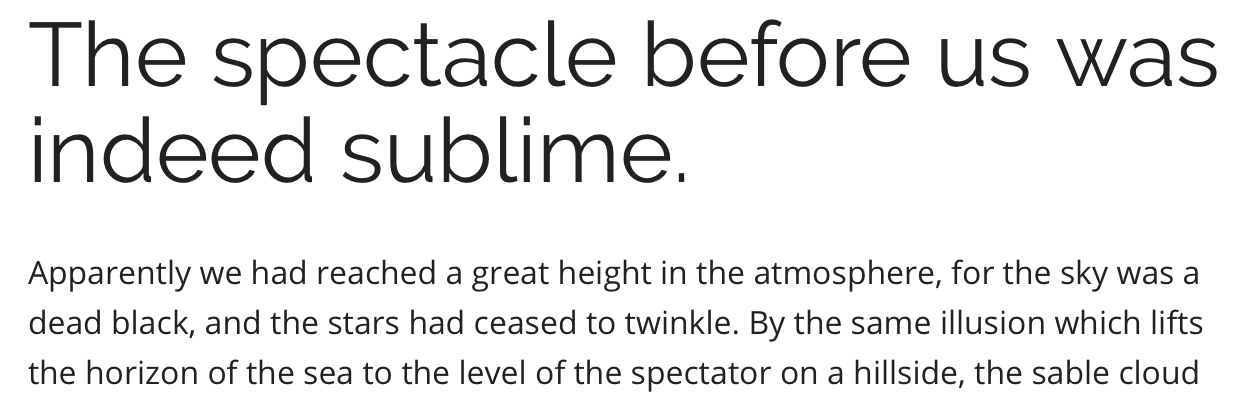 The spectacle before us was
indeed sublime.
Apparently we had reached a great height in the atmosphere, for the sky was a
dead black, and the stars had ceased to twinkle. By the same illusion which lifts
the horizon of the sea to the level of the spectator on a hillside, the sable cloud